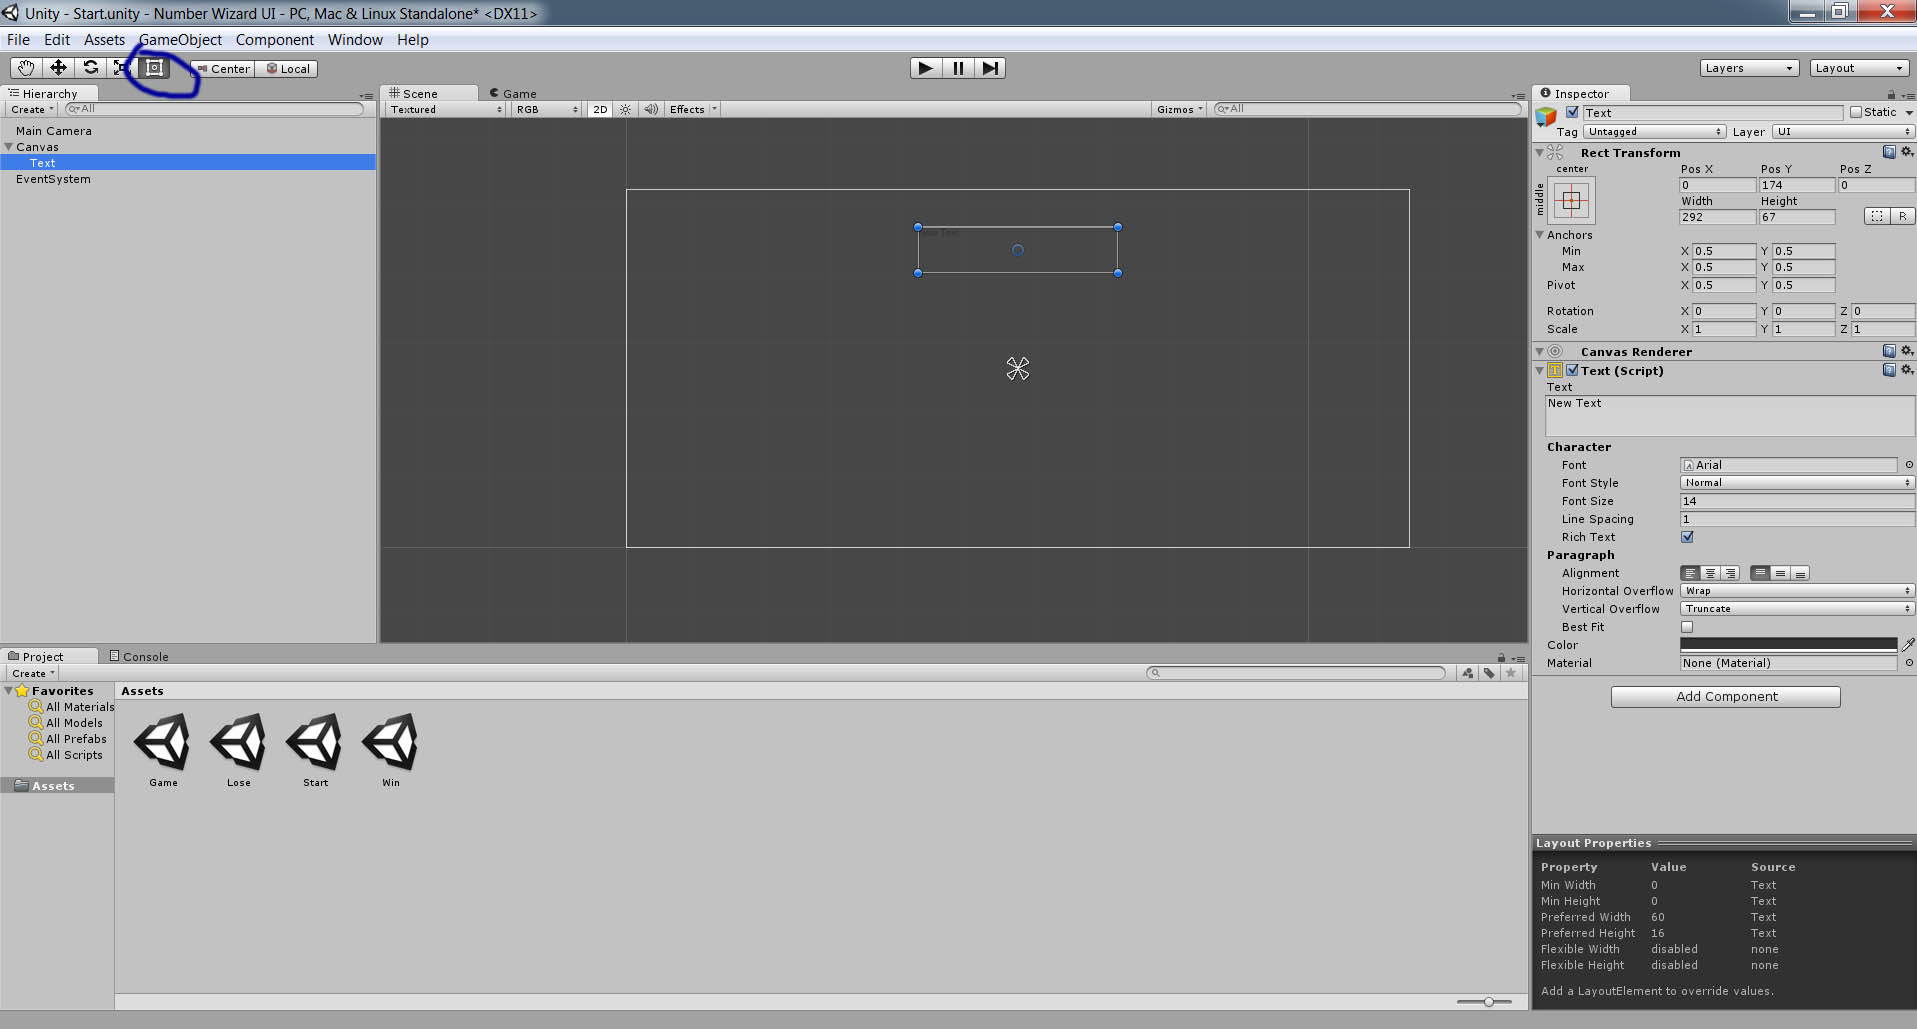 Unity - Start.unity - Number Wizard UI - PC, Mac & Linux Standalone* <DX11>
File Edit Assets GameObject Component Window Help
Center Local
Layers Layout
Hierarchy
Create All
Main Camera
Canvas
Text
EventSystem
Scene Game
Textured RGB 2D Effects Gizmos All
New Text
Inspector
Text Static
Tag Untagged Layer UI
Rect Transform
center
middle
Pos X Pos Y Pos Z
0 174 0
Width Height
292 67 R
Anchors
Min X 0.5 Y 0.5
Max X 0.5 Y 0.5
Pivot X 0.5 Y 0.5
Rotation X 0 Y 0 Z 0
Scale X 1 Y 1 Z 1
Canvas Renderer
Text (Script)
Text
New Text
Character
Font Arial
Font Style Normal
Font Size 14
Line Spacing 1
Rich Text
Paragraph
Alignment
Horizontal Overflow Wrap
Vertical Overflow Truncate
Best Fit
Color
Material None (Material)
Add Component
Project Console
Create
Favorites
All Materials
All Models
All Prefabs
All Scripts
Assets
Assets
Game Lose Start Win
Layout Properties
Property Value Source
Min Width 0 Text
Min Height 0 Text
Preferred Width 60 Text
Preferred Height 16 Text
Flexible Width disabled none
Flexible Height disabled none
Add a LayoutElement to override values.